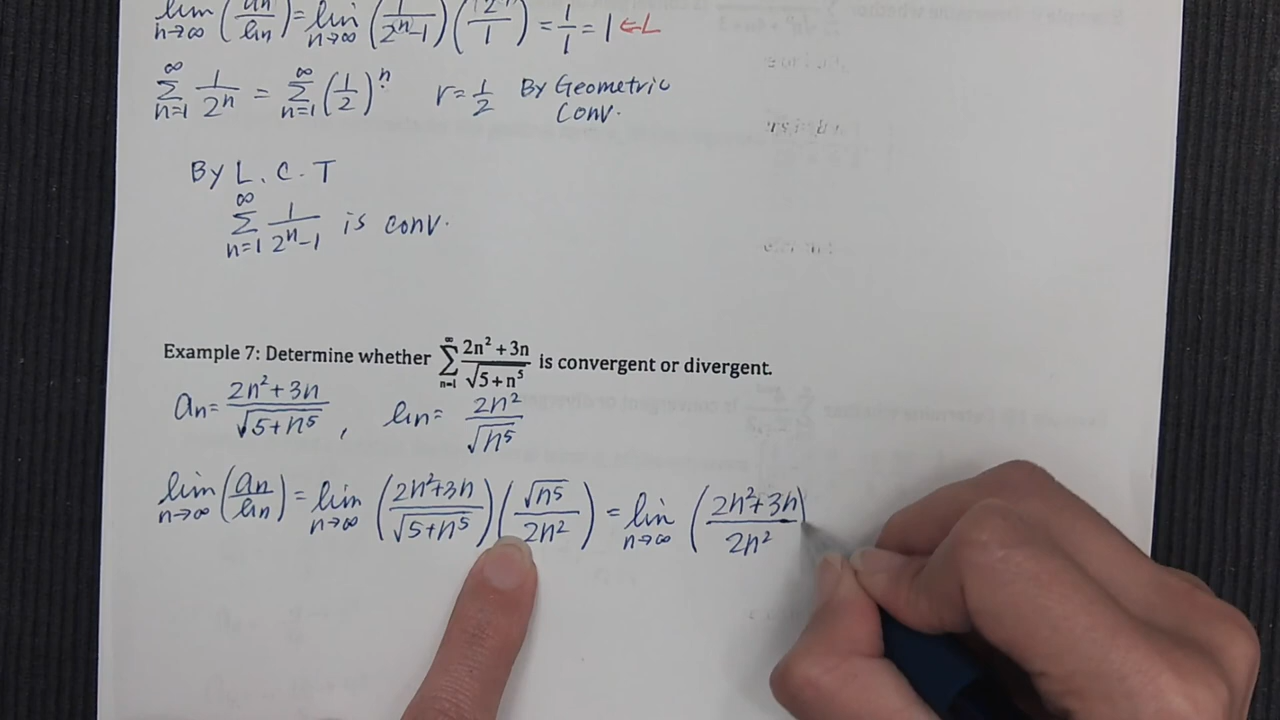 lim n→∞ (an/bn) = lim n→∞ (1/2^n-1)(2^n/1) = 1/1 = 1 ← L
∞ Σ n=1 1/2^n = ∞ Σ n=1 (1/2)^n r = 1/2 By Geometric
Conv.
By L.C.T
∞ Σ n=1 1/2^n-1 is conv.
Example 7: Determine whether ∞ Σ n=1 2n²+3n/√5+n⁵ is convergent or divergent.
an = 2n²+3n/√5+n⁵ , bn = 2n²/√n⁵
lim n→∞ (an/bn) = lim n→∞ (2n²+3n/√5+n⁵)(√n⁵/2n²) = lim n→∞ (2n²+3n/2n²)